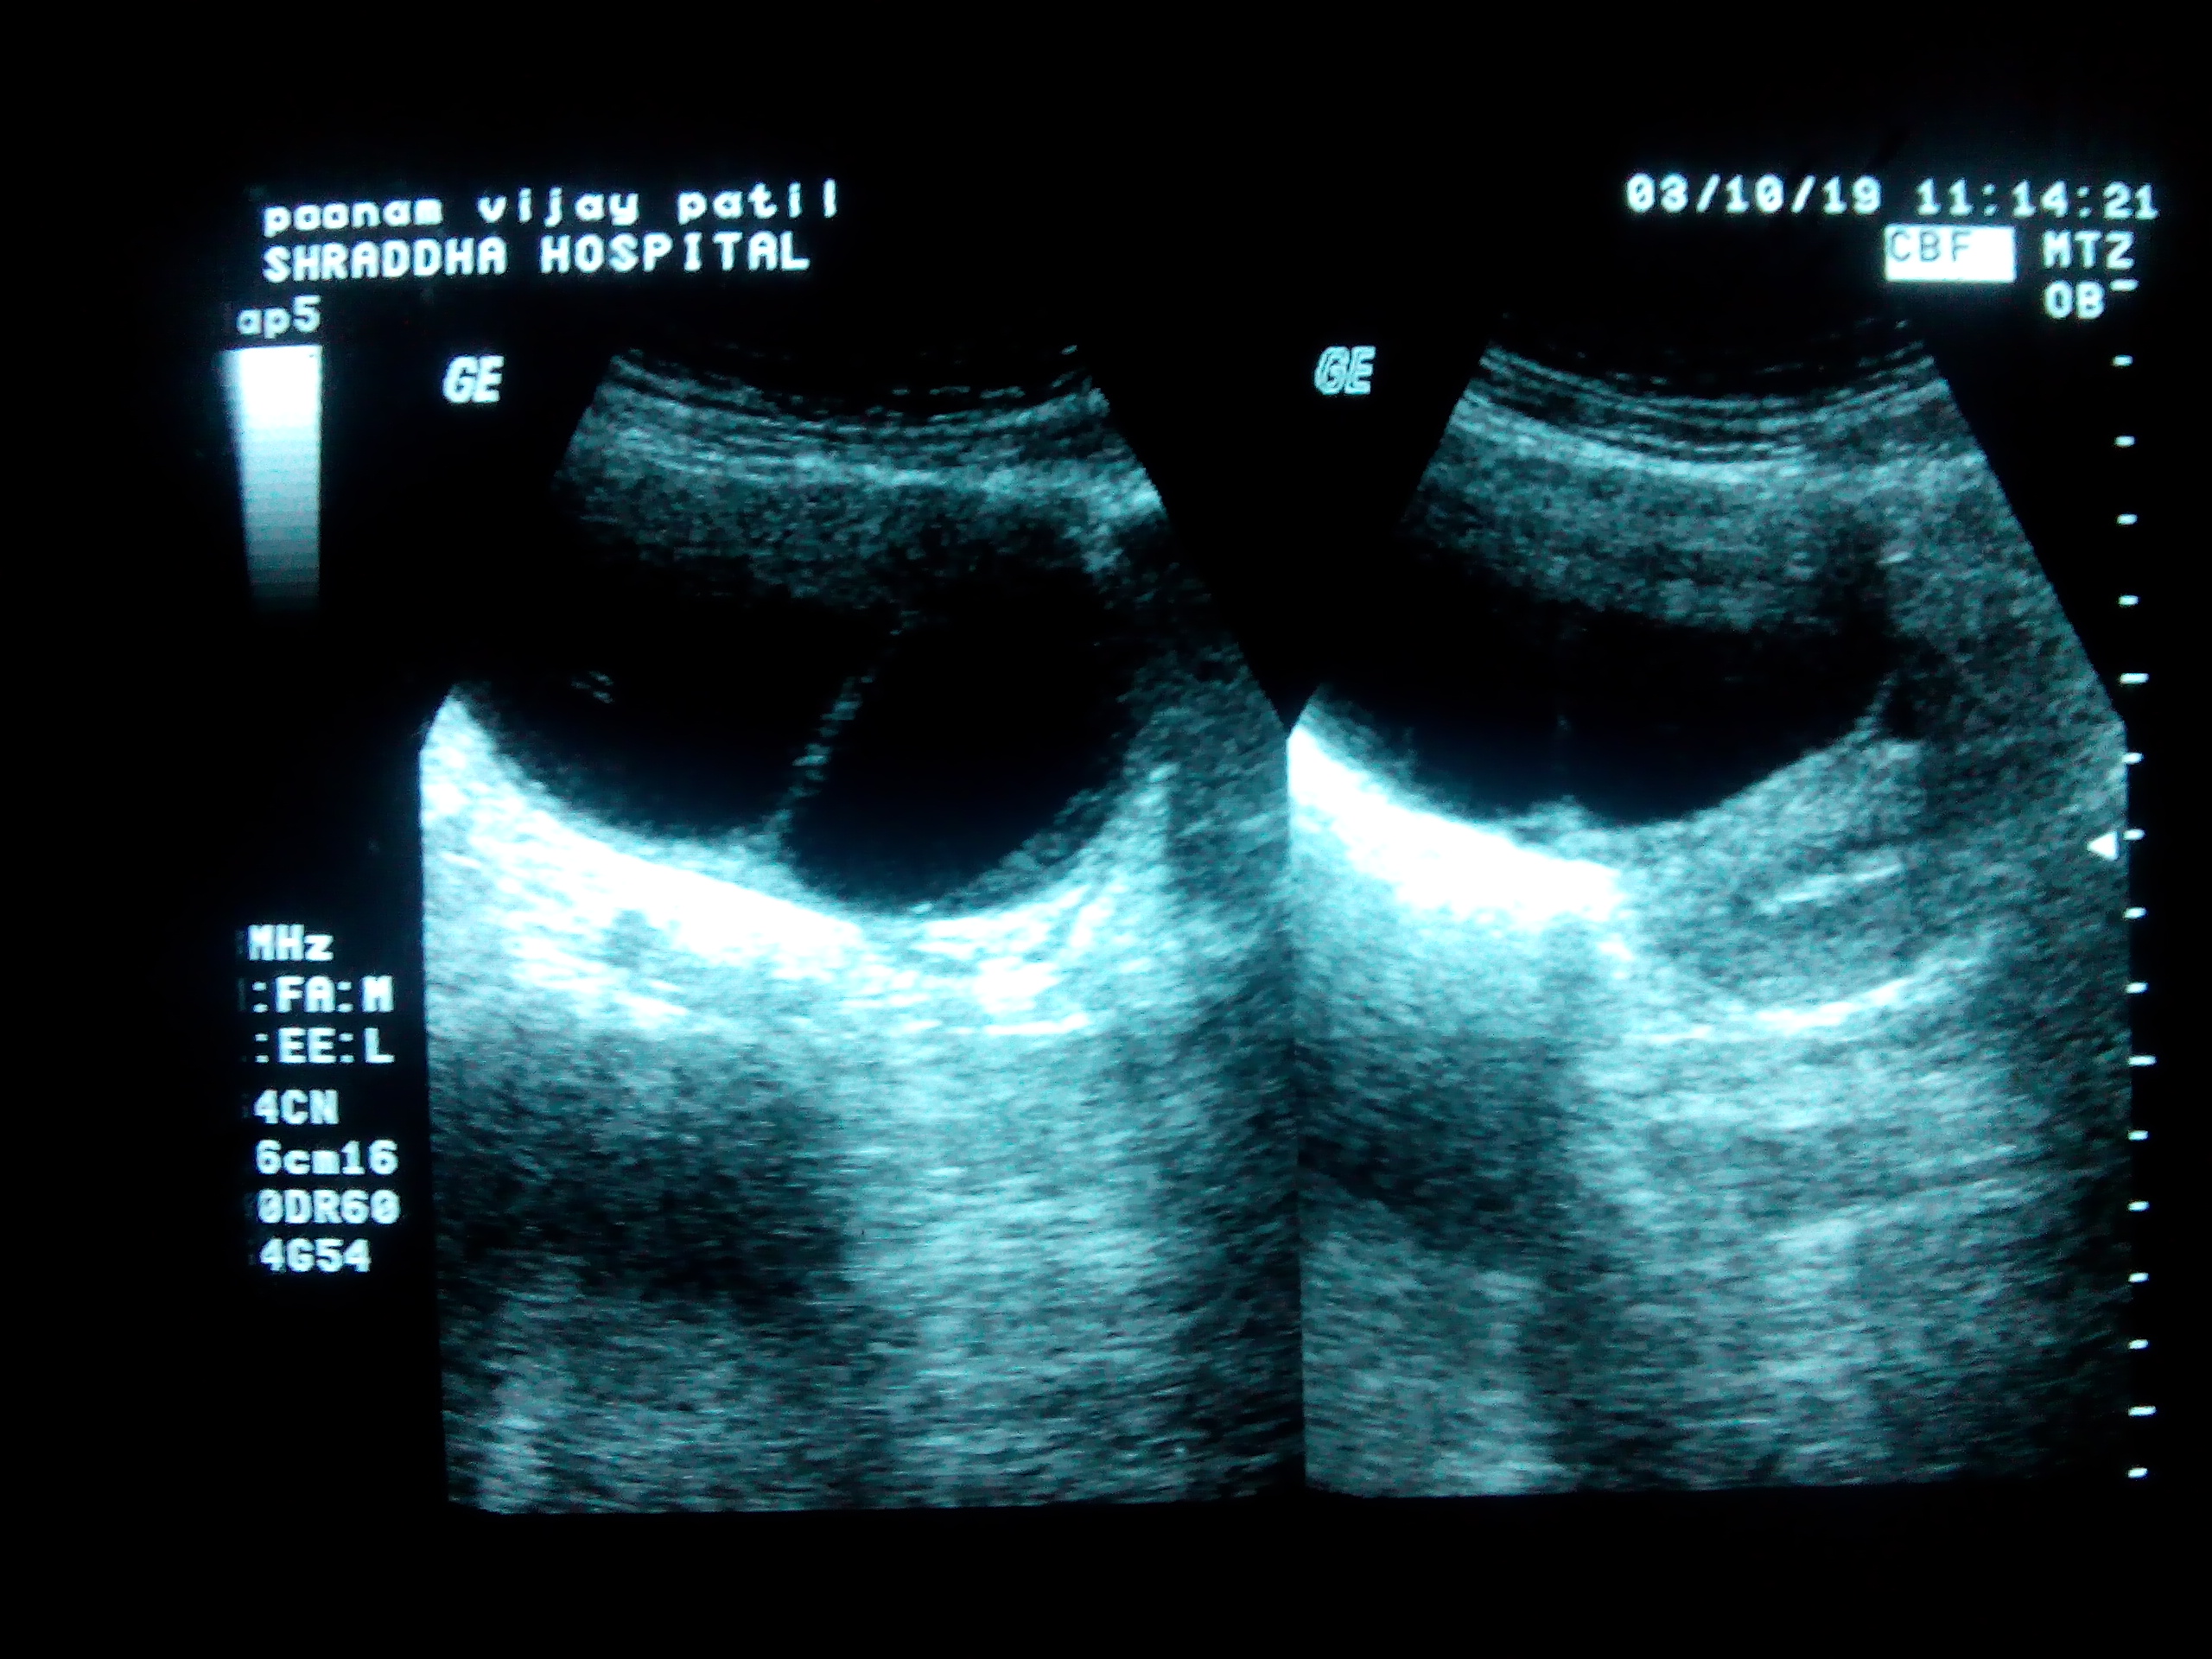 poonam vijay patil
SHRADDHA HOSPITAL
03/10/19 11:14:21
CBF MTZ
OB
ap5
GE
GE
MHz
:FA:M
:EE:L
4CN
6cm16
0DR60
4G54